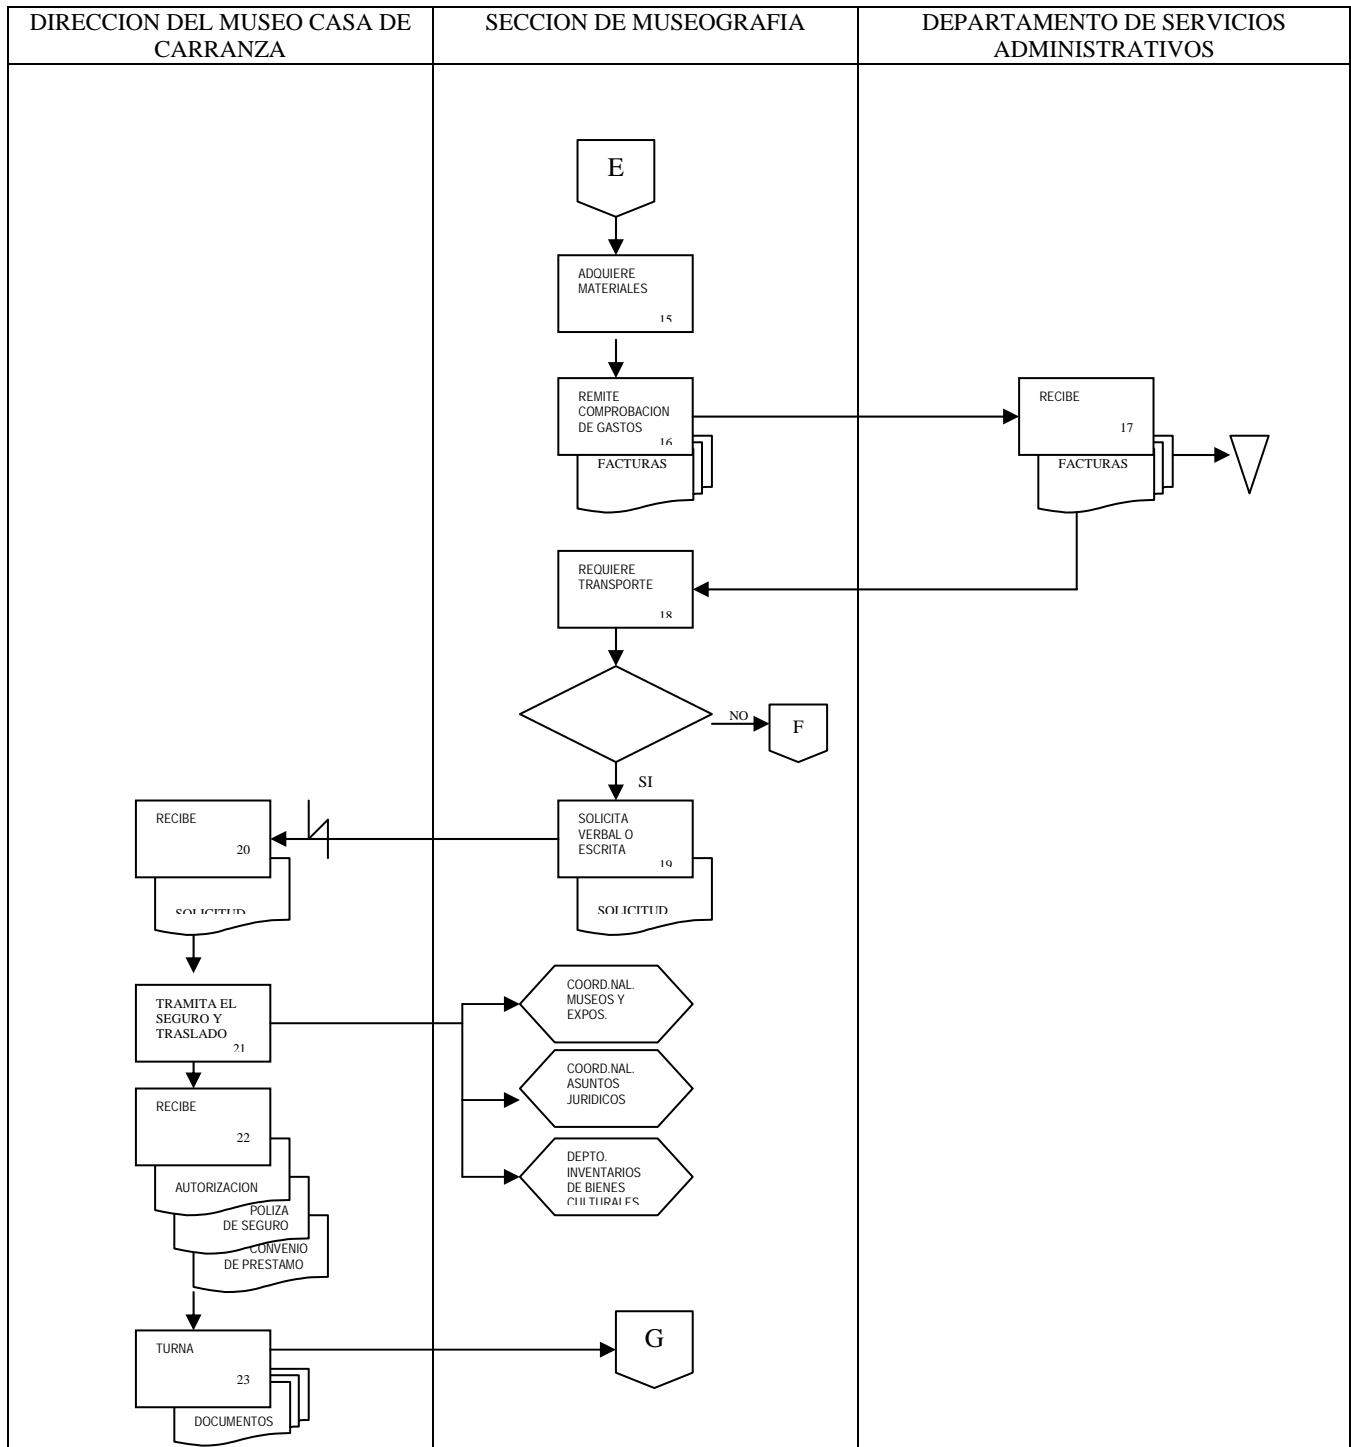 DIRECCION DEL MUSEO CASA DE
CARRANZA
SECCION DE MUSEOGRAFIA
DEPARTAMENTO DE SERVICIOS
ADMINISTRATIVOS
E
ADQUIERE
MATERIALES
15
REMITE
COMPROBACION
DE GASTOS
16
FACTURAS
RECIBE
17
FACTURAS
REQUIERE
TRANSPORTE
18
NO
F
SI
SOLICITA
VERBAL O
ESCRITA
19
SOLICITUD
RECIBE
20
SOLICITUD
TRAMITA EL
SEGURO Y
TRASLADO
21
COORD.NAL.
MUSEOS Y
EXPOS.
COORD.NAL.
ASUNTOS
JURIDICOS
DEPTO.
INVENTARIOS
DE BIENES
CULTURALES
RECIBE
22
AUTORIZACION
POLIZA
DE SEGURO
CONVENIO
DE PRESTAMO
TURNA
23
DOCUMENTOS
G